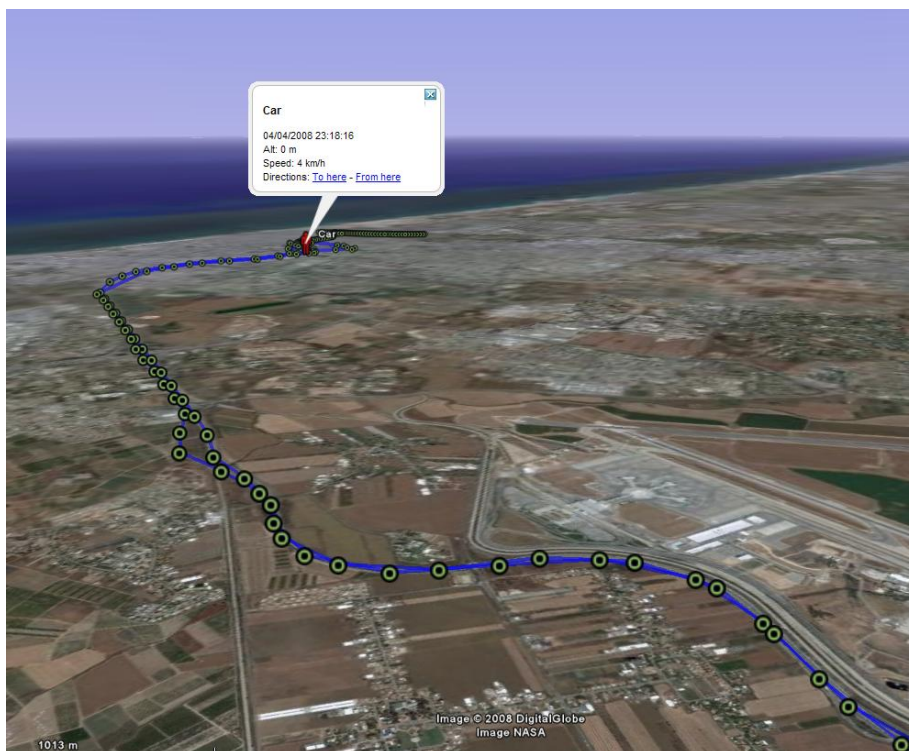 Car
04/04/2008 23:18:16
Alt: 0 m
Speed: 4 km/h
Directions: To here - From here
Car
Image © 2008 DigitalGlobe
Image NASA
1013 m